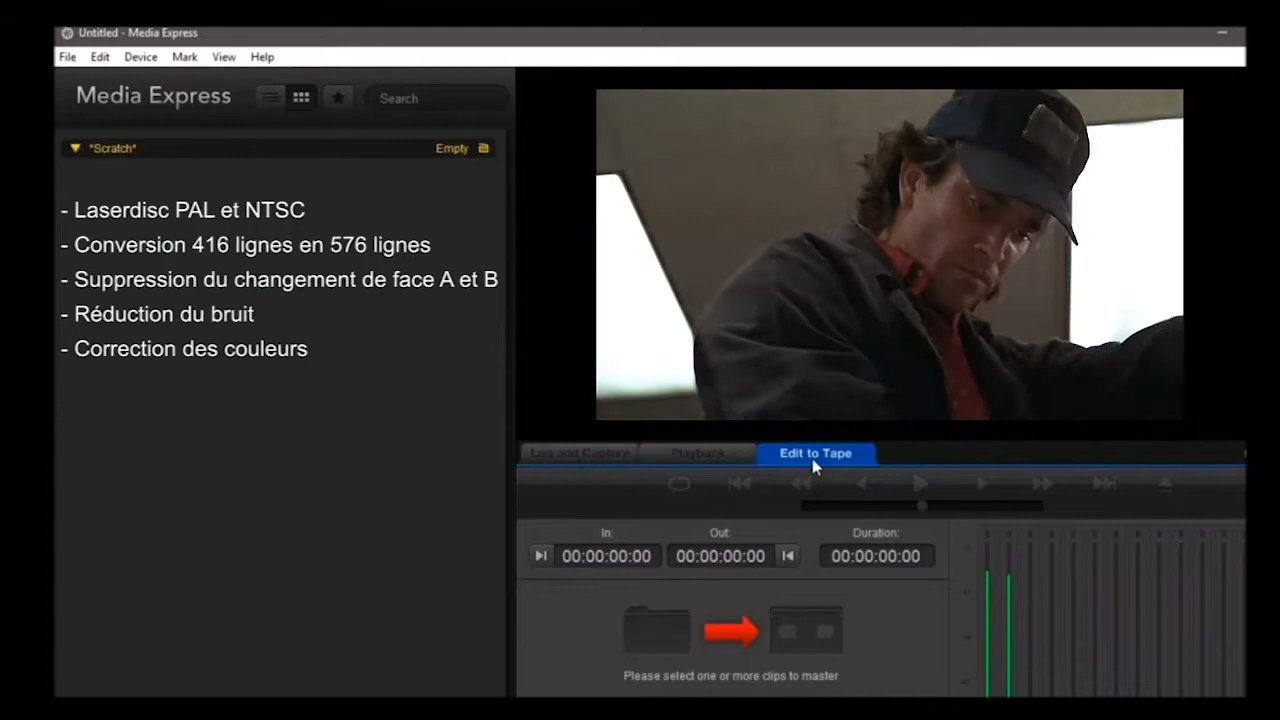 Untitled - Media Express
File Edit Device Mark View Help
Media Express
Search
*Scratch* Empty
- Laserdisc PAL et NTSC
- Conversion 416 lignes en 576 lignes
- Suppression du changement de face A et B
- Réduction du bruit
- Correction des couleurs
Log and Capture Playback Edit to Tape
In: Out: Duration:
00:00:00:00 00:00:00:00 00:00:00:00
Please select one or more clips to master